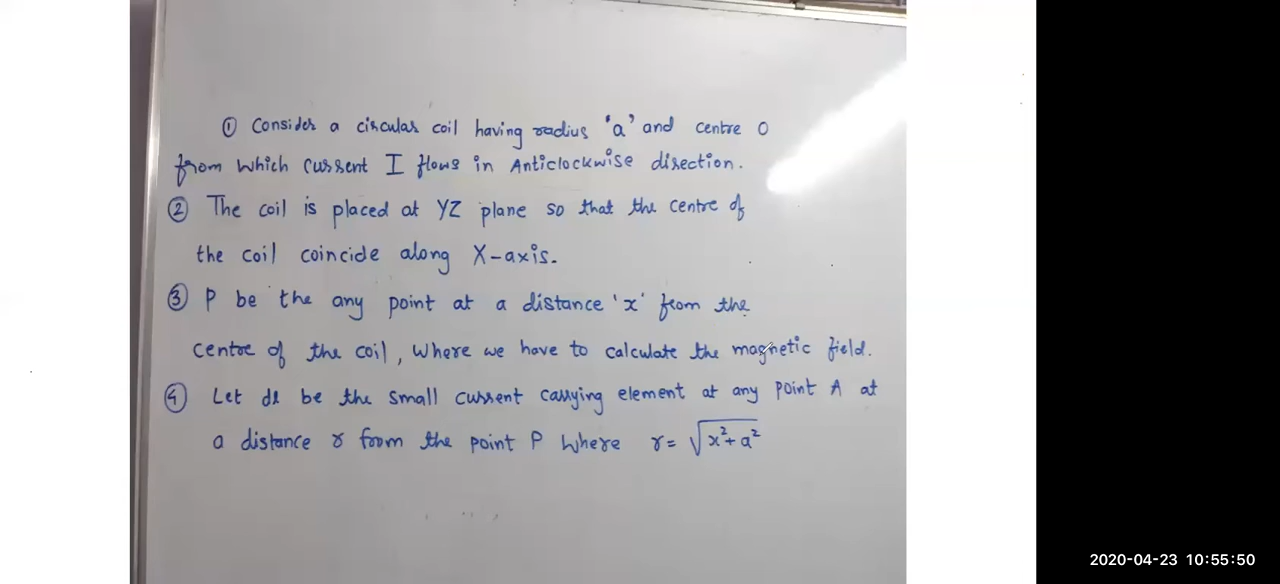 ① Consider a circular coil having radius 'a' and centre O
from which current I flows in Anticlockwise direction.
② The coil is placed at YZ plane so that the centre of
the coil coincide along X-axis.
③ P be the any point at a distance 'x' from the
centre of the coil, where we have to calculate the magnetic field.
④ Let dl be the small current carrying element at any point A at
a distance r from the point P where r = √x²+a²
2020-04-23 10:55:50